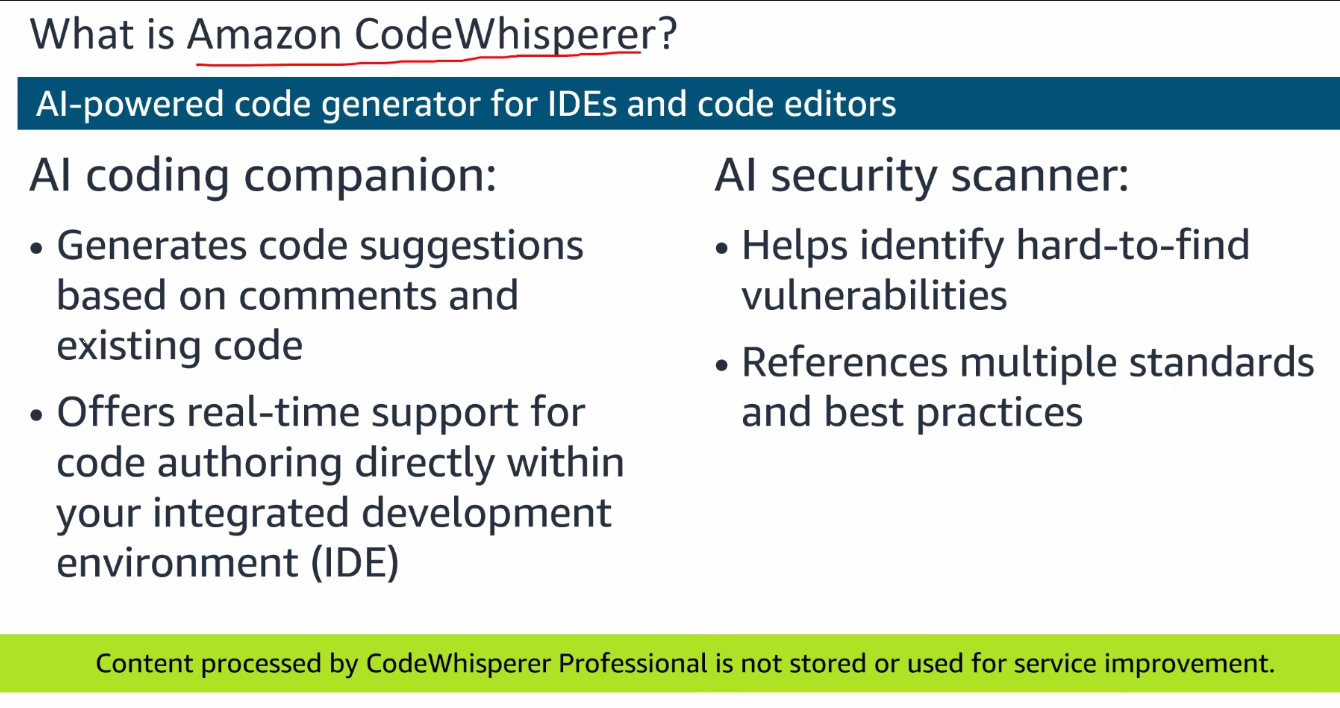 What is Amazon CodeWhisperer?
AI-powered code generator for IDEs and code editors
AI coding companion:
• Generates code suggestions
based on comments and
existing code
• Offers real-time support for
code authoring directly within
your integrated development
environment (IDE)
AI security scanner:
• Helps identify hard-to-find
vulnerabilities
• References multiple standards
and best practices
Content processed by CodeWhisperer Professional is not stored or used for service improvement.